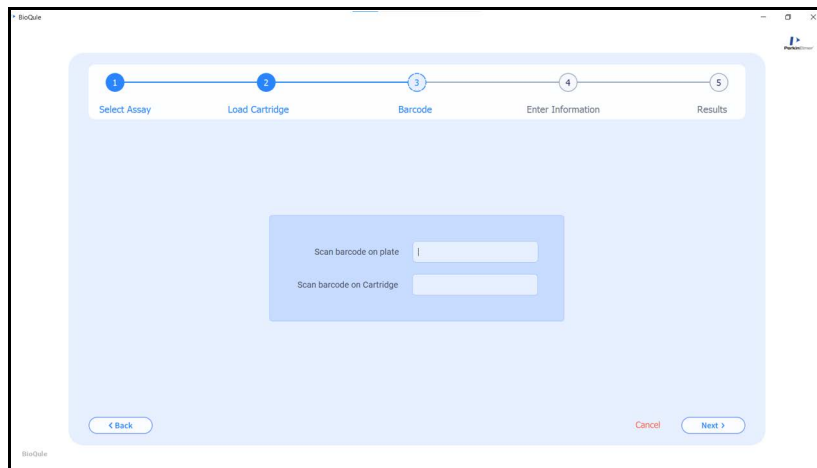 BioQule
PerkinElmer
1 2 3 4 5
Select Assay Load Cartridge Barcode Enter Information Results
Scan barcode on plate
Scan barcode on Cartridge
< Back Cancel Next >
BioQule